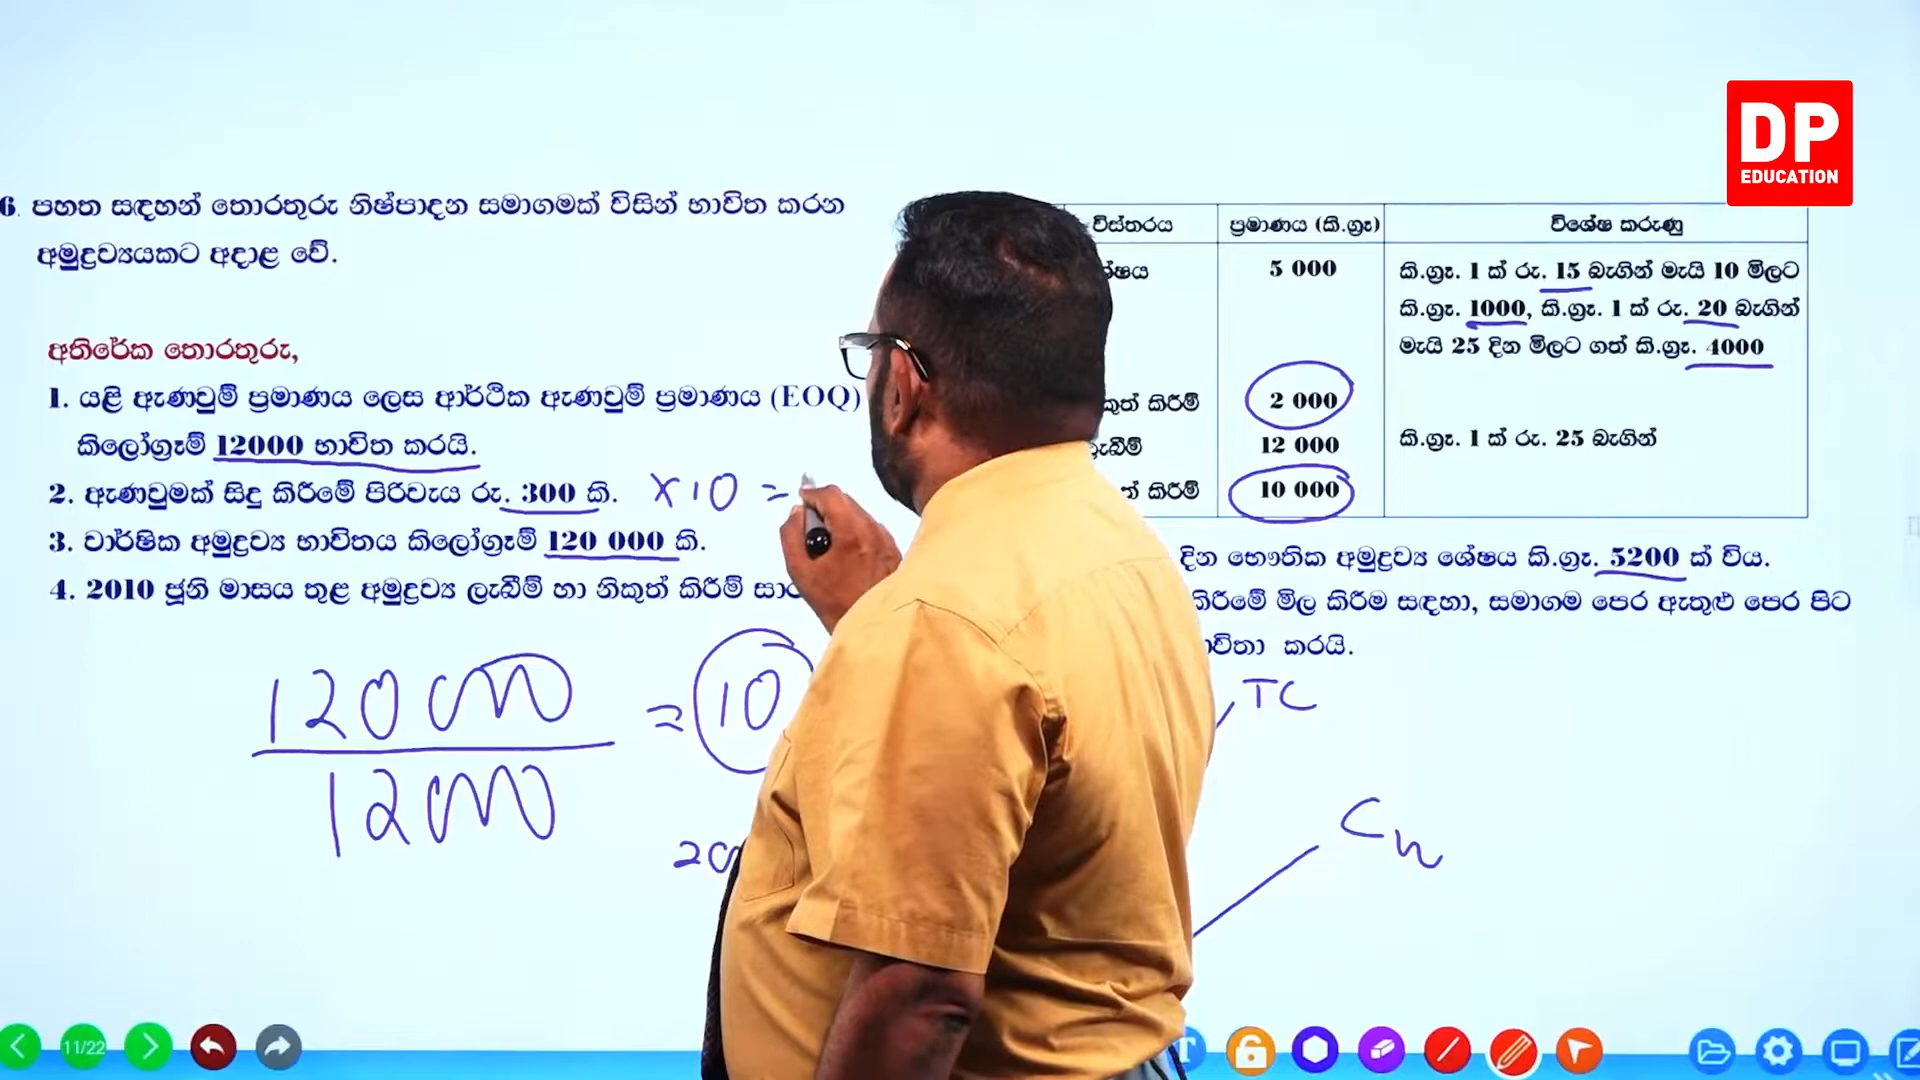 DP
EDUCATION
6. පහත සඳහන් තොරතුරු නිෂ්පාදන සමාගමක් විසින් භාවිත කරන
අමුද්‍රව්‍යයකට අදාළ වේ.
අතිරේක තොරතුරු,
1. යළි ඇණවුම් ප්‍රමාණය ලෙස ආර්ථික ඇණවුම් ප්‍රමාණය (EOQ)
කිලෝග්‍රෑම් 12000 භාවිත කරයි.
2. ඇණවුමක් සිදු කිරීමේ පිරිවැය රු. 300 කි. × 10 =
3. වාර්ෂික අමුද්‍රව්‍ය භාවිතය කිලෝග්‍රෑම් 120 000 කි.
4. 2010 ජූනි මාසය තුළ අමුද්‍රව්‍ය ලැබීම් හා නිකුත් කිරීම්
120000
12000
= 10
විස්තරය ප්‍රමාණය (කි.ග්‍රෑ) විශේෂ කරුණු
5 000 කි.ග්‍රෑ. 1 ක් රු. 15 බැගින් මැයි 10 මිලට
කි.ග්‍රෑ. 1000, කි.ග්‍රෑ. 1 ක් රු. 20 බැගින්
මැයි 25 දින මිලට ගත් කි.ග්‍රෑ. 4000
කිරීම් 2 000
12 000 කි.ග්‍රෑ. 1 ක් රු. 25 බැගින්
කිරීම් 10 000
දින භෞතික අමුද්‍රව්‍ය ශේෂය කි.ග්‍රෑ. 5200 ක් විය.
කිරීමේ මිල කිරීම සඳහා, සමාගම පෙර ඇතුළු පෙර පිට
කරයි.
TC
11/22